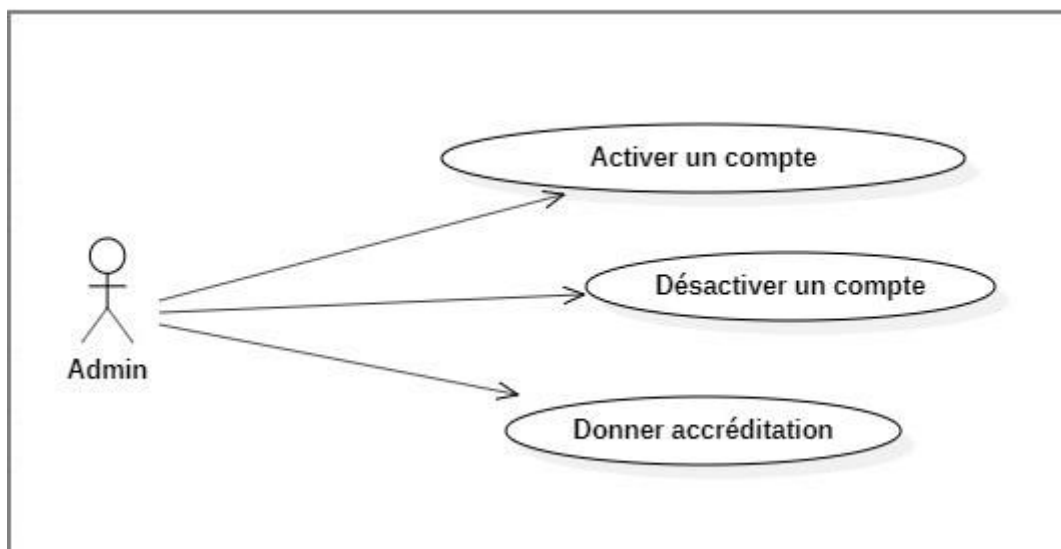 Activer un compte
Désactiver un compte
Admin
Donner accréditation